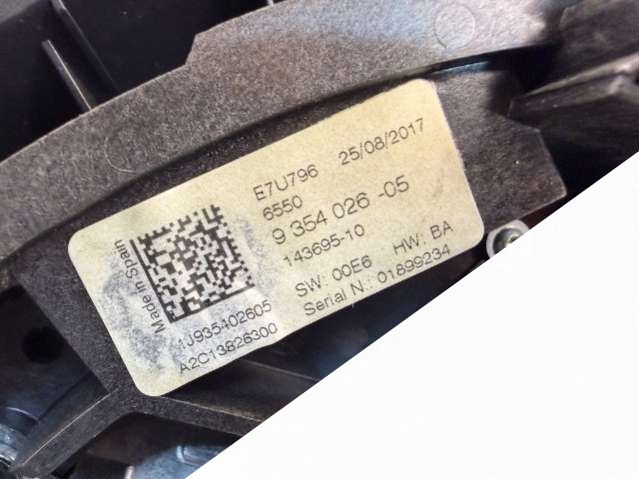 Made in Spain
E7U796 25/08/2017
6550
9 354 026 -05
143695-10
SW: 00E6 HW: BA
Serial N.: 01899234
1J935402605
A2C13826300